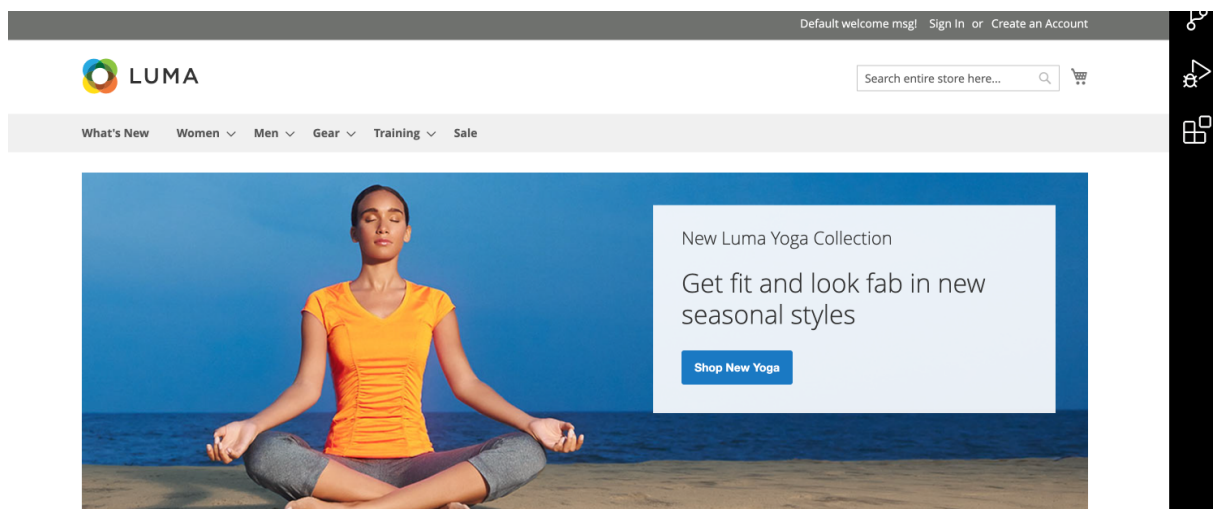 Default welcome msg! Sign In or Create an Account
LUMA
Search entire store here...
What's New Women Men Gear Training Sale
New Luma Yoga Collection
Get fit and look fab in new
seasonal styles
Shop New Yoga